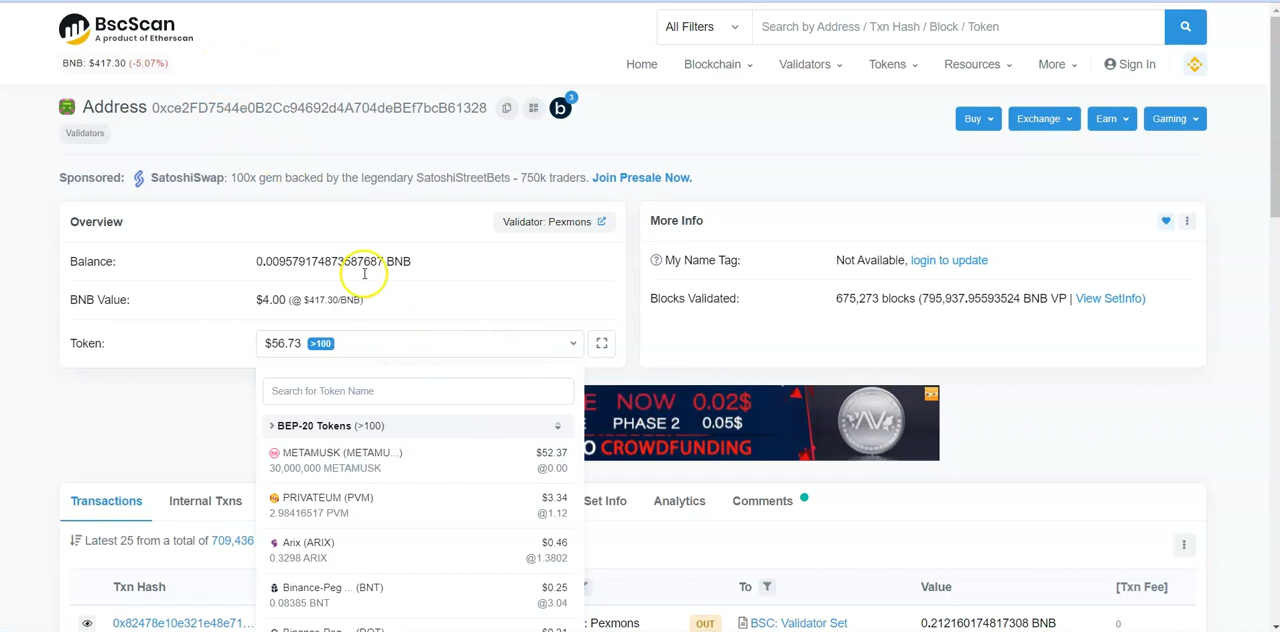 BscScan
A product of Etherscan
All Filters
Search by Address / Txn Hash / Block / Token
BNB: $417.30 (-5.07%)
Home Blockchain Validators Tokens Resources More Sign In
Address 0xce2FD7544e0B2Cc94692d4A704deBEf7bcB61328
b 3
Buy Exchange Earn Gaming
Validators
Sponsored: SatoshiSwap: 100x gem backed by the legendary SatoshiStreetBets - 750k traders. Join Presale Now.
Overview
Validator: Pexmons
Balance: 0.009579174873587687 BNB
BNB Value: $4.00 (@ $417.30/BNB)
Token: $56.73 >100
More Info
My Name Tag: Not Available, login to update
Blocks Validated: 675,273 blocks (795,937.95593524 BNB VP | View SetInfo)
Search for Token Name
BEP-20 Tokens (>100)
METAMUSK (METAMU...) $52.37
30,000,000 METAMUSK @0.00
PRIVATEUM (PVM) $3.34
2.98416517 PVM @1.12
Arix (ARIX) $0.46
0.3298 ARIX @1.3802
Binance-Peg ... (BNT) $0.25
0.08385 BNT @3.04
E NOW 0.02$
PHASE 2 0.05$
O CROWDFUNDING
Transactions Internal Txns Set Info Analytics Comments
Latest 25 from a total of 709,436
Txn Hash To Value [Txn Fee]
0x82478e10e321e48e71... : Pexmons OUT BSC: Validator Set 0.212160174817308 BNB 0